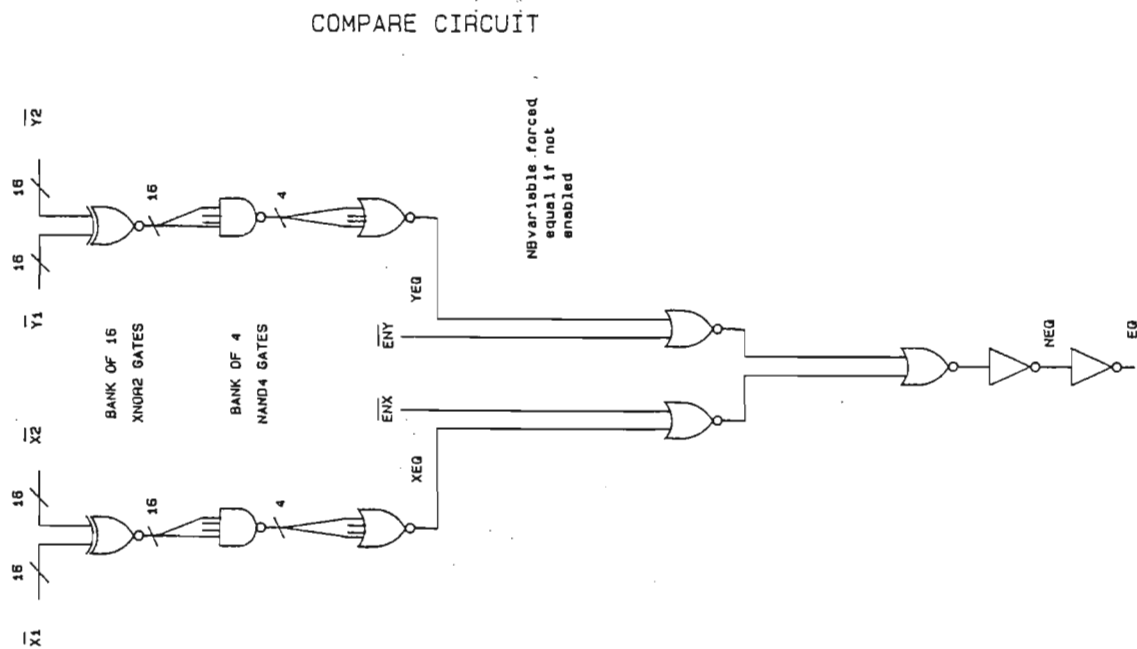 COMPARE CIRCUIT
X1
X2
Y1
Y2
16
16
16
16
BANK OF 16
XNOR2 GATES
16
16
BANK OF 4
NAND4 GATES
4
4
XEQ
ENX
ENY
YEQ
NBvariable forced
equal if not
enabled
NEQ
EQ